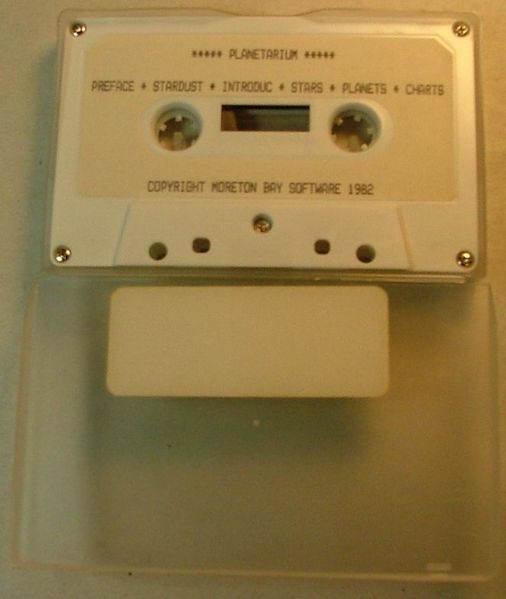 ***** PLANETARIUM *****
PREFACE * STARDUST * INTRODUC * STARS * PLANETS * CHARTS
COPYRIGHT MORETON BAY SOFTWARE 1982